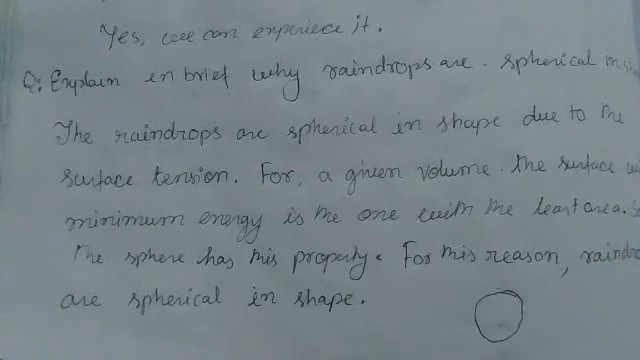 Yes, we can experience it.
Q: Explain in brief why raindrops are spherical in
The raindrops are spherical in shape due to the
surface tension. For, a given volume. the surface
minimum energy is the one with the least area.
The sphere has this property. For this reason,
are spherical in shape.